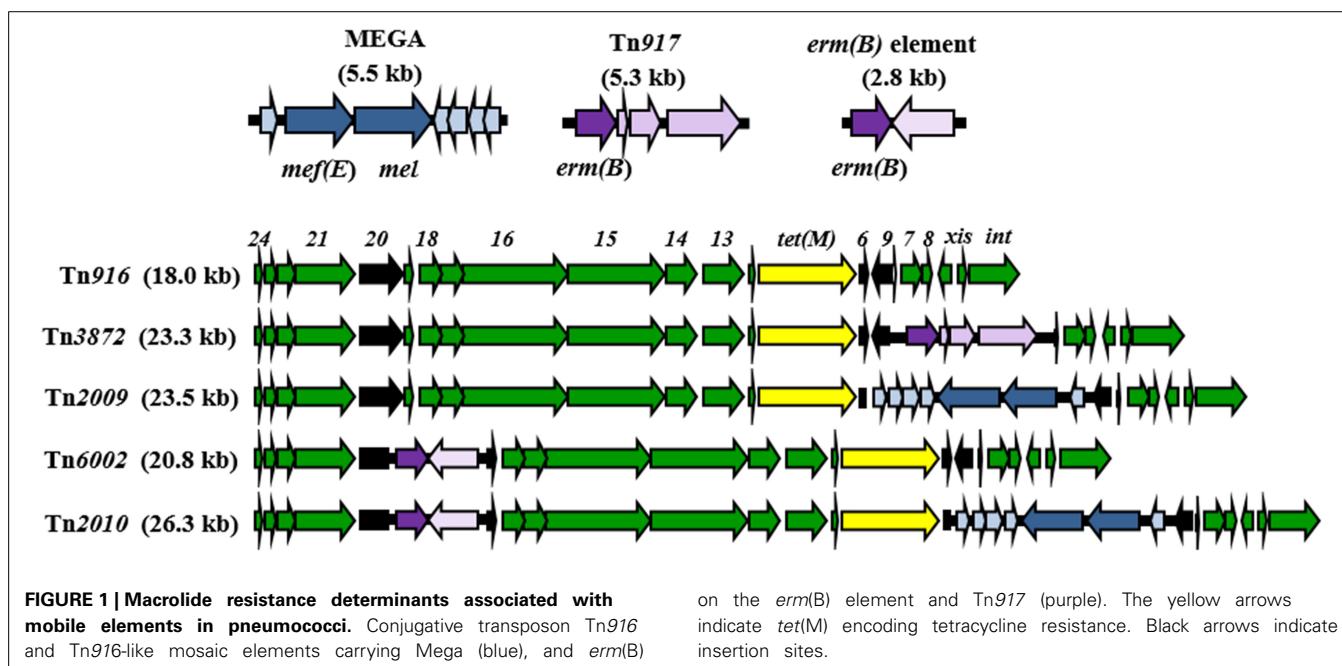 MEGA
(5.5 kb)
Tn917
(5.3 kb)
erm(B) element
(2.8 kb)
mef(E) mel
erm(B)
erm(B)
24 21 20 18 16 15 14 13 tet(M) 6 9 7 8 xis int
Tn916 (18.0 kb)
Tn3872 (23.3 kb)
Tn2009 (23.5 kb)
Tn6002 (20.8 kb)
Tn2010 (26.3 kb)
FIGURE 1 | Macrolide resistance determinants associated with
mobile elements in pneumococci. Conjugative transposon Tn916
and Tn916-like mosaic elements carrying Mega (blue), and erm(B)
on the erm(B) element and Tn917 (purple). The yellow arrows
indicate tet(M) encoding tetracycline resistance. Black arrows indicate
insertion sites.